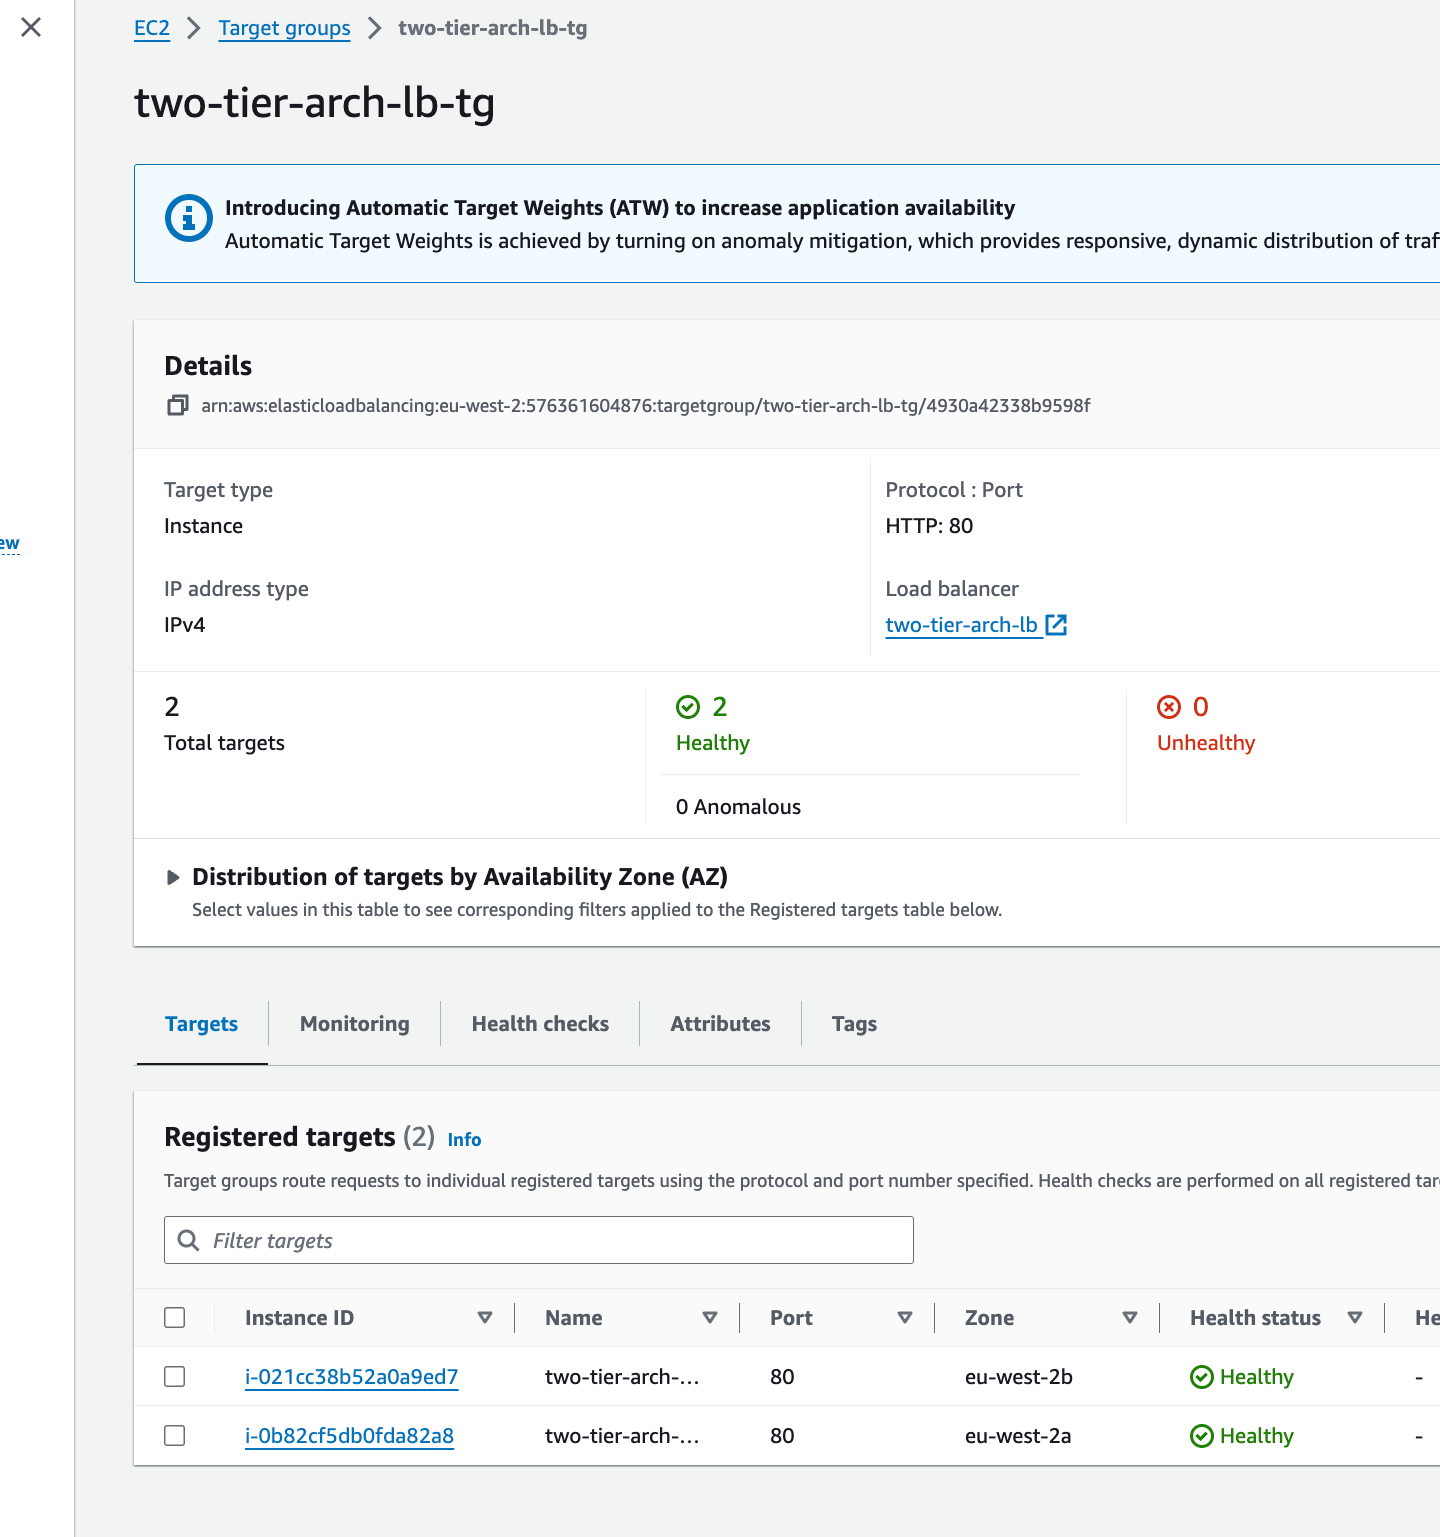 EC2 > Target groups > two-tier-arch-lb-tg
two-tier-arch-lb-tg
Introducing Automatic Target Weights (ATW) to increase application availability
Automatic Target Weights is achieved by turning on anomaly mitigation, which provides responsive, dynamic distribution of traf
Details
arn:aws:elasticloadbalancing:eu-west-2:576361604876:targetgroup/two-tier-arch-lb-tg/4930a42338b9598f
Target type
Instance
Protocol : Port
HTTP: 80
ew
IP address type
IPv4
Load balancer
two-tier-arch-lb
2
Total targets
2
Healthy
0 Anomalous
0
Unhealthy
Distribution of targets by Availability Zone (AZ)
Select values in this table to see corresponding filters applied to the Registered targets table below.
Targets Monitoring Health checks Attributes Tags
Registered targets (2) Info
Target groups route requests to individual registered targets using the protocol and port number specified. Health checks are performed on all registered tar
Filter targets
Instance ID Name Port Zone Health status He
i-021cc38b52a0a9ed7 two-tier-arch-... 80 eu-west-2b Healthy -
i-0b82cf5db0fda82a8 two-tier-arch-... 80 eu-west-2a Healthy -